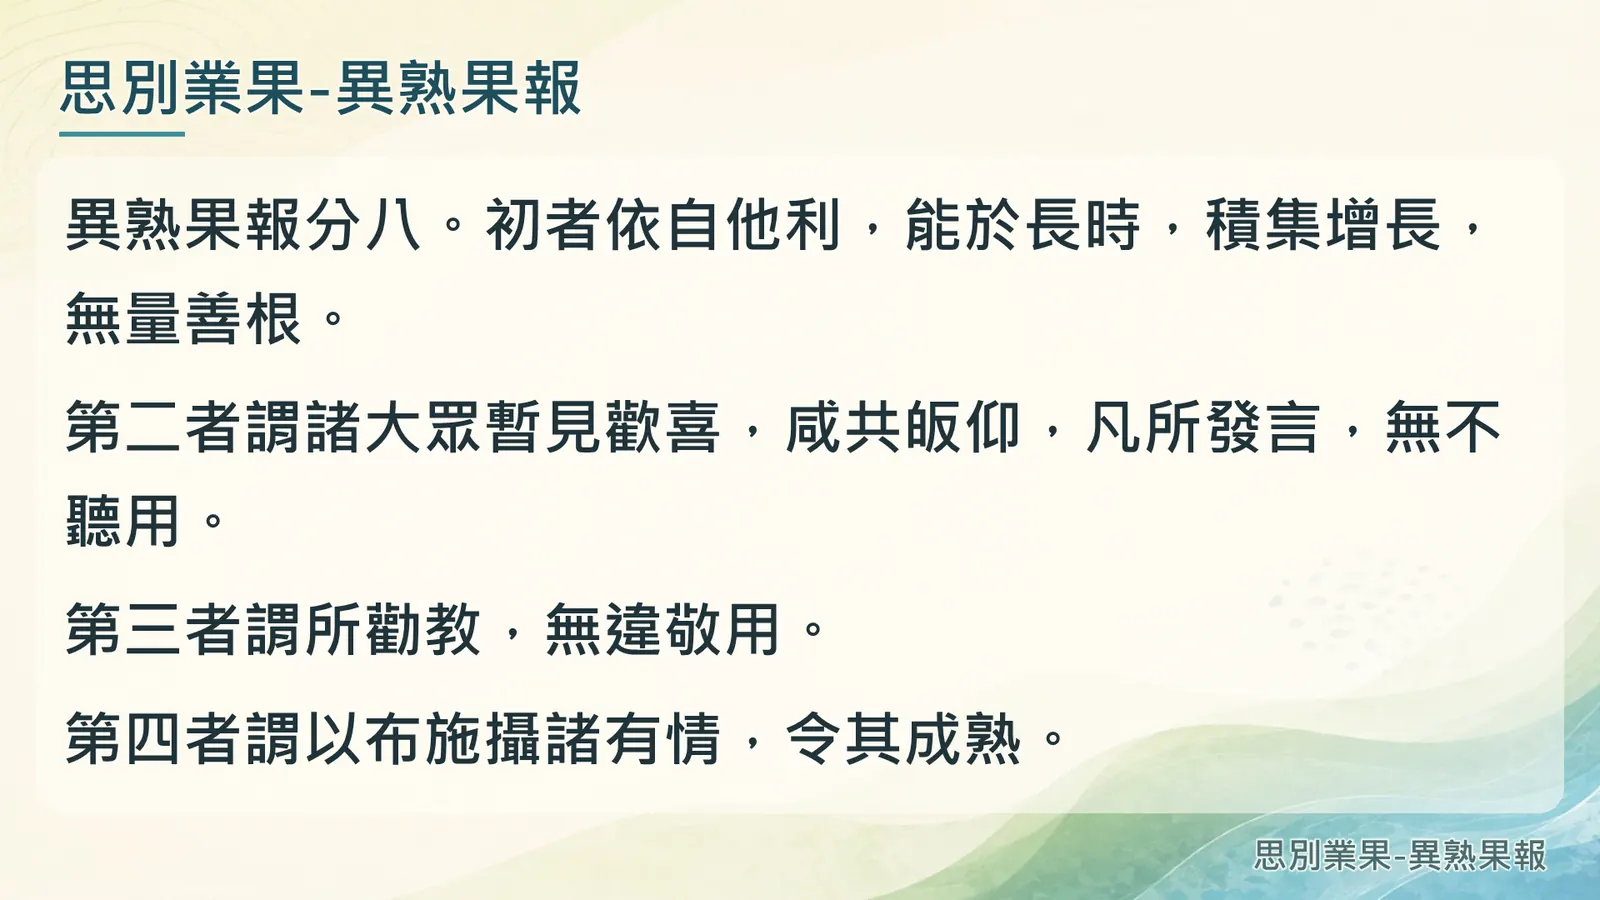 思別業果-異熟果報
異熟果報分八。初者依自他利，能於長時，積集增長，
無量善根。
第二者謂諸大眾暫見歡喜，咸共皈仰，凡所發言，無不
聽用。
第三者謂所勸教，無違敬用。
第四者謂以布施攝諸有情，令其成熟。
思別業果-異熟果報